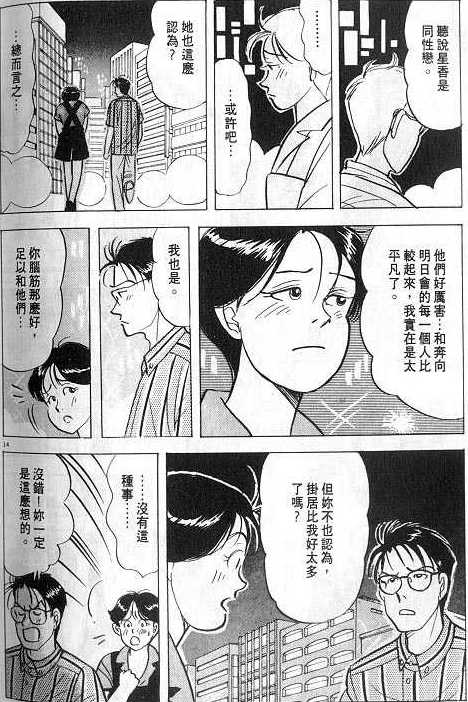 聽說星香是
同性戀。
……或許吧…
她也這麼
認為？
…總而言之…
他們好厲害…和奔向
明日會的每一個人比
較起來，我實在是太
平凡了。
我也是。
你腦筋那麼好，
足以和他們…
14
但妳不也認為，
掛居比我好太多
了嗎？
……沒有這
種事…
沒錯！妳一定
是這麼想的。